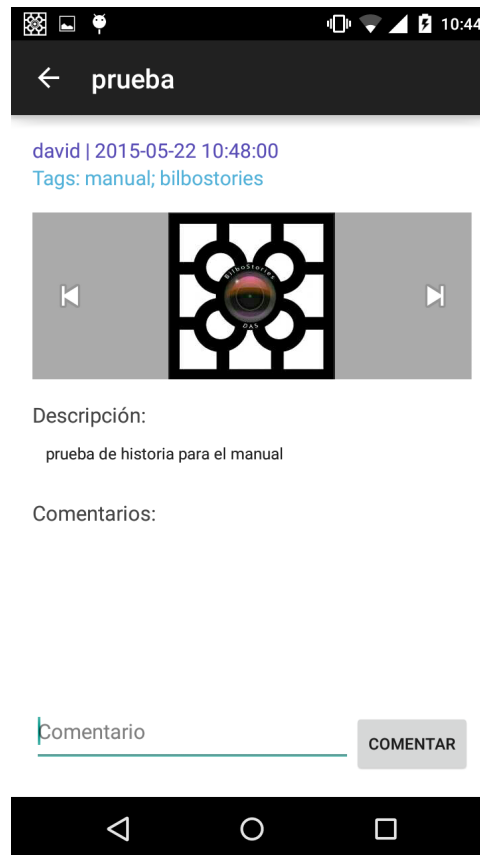 10:44
prueba
david | 2015-05-22 10:48:00
Tags: manual; bilbostories
BilboStories
DAS
Descripción:
prueba de historia para el manual
Comentarios:
Comentario
COMENTAR